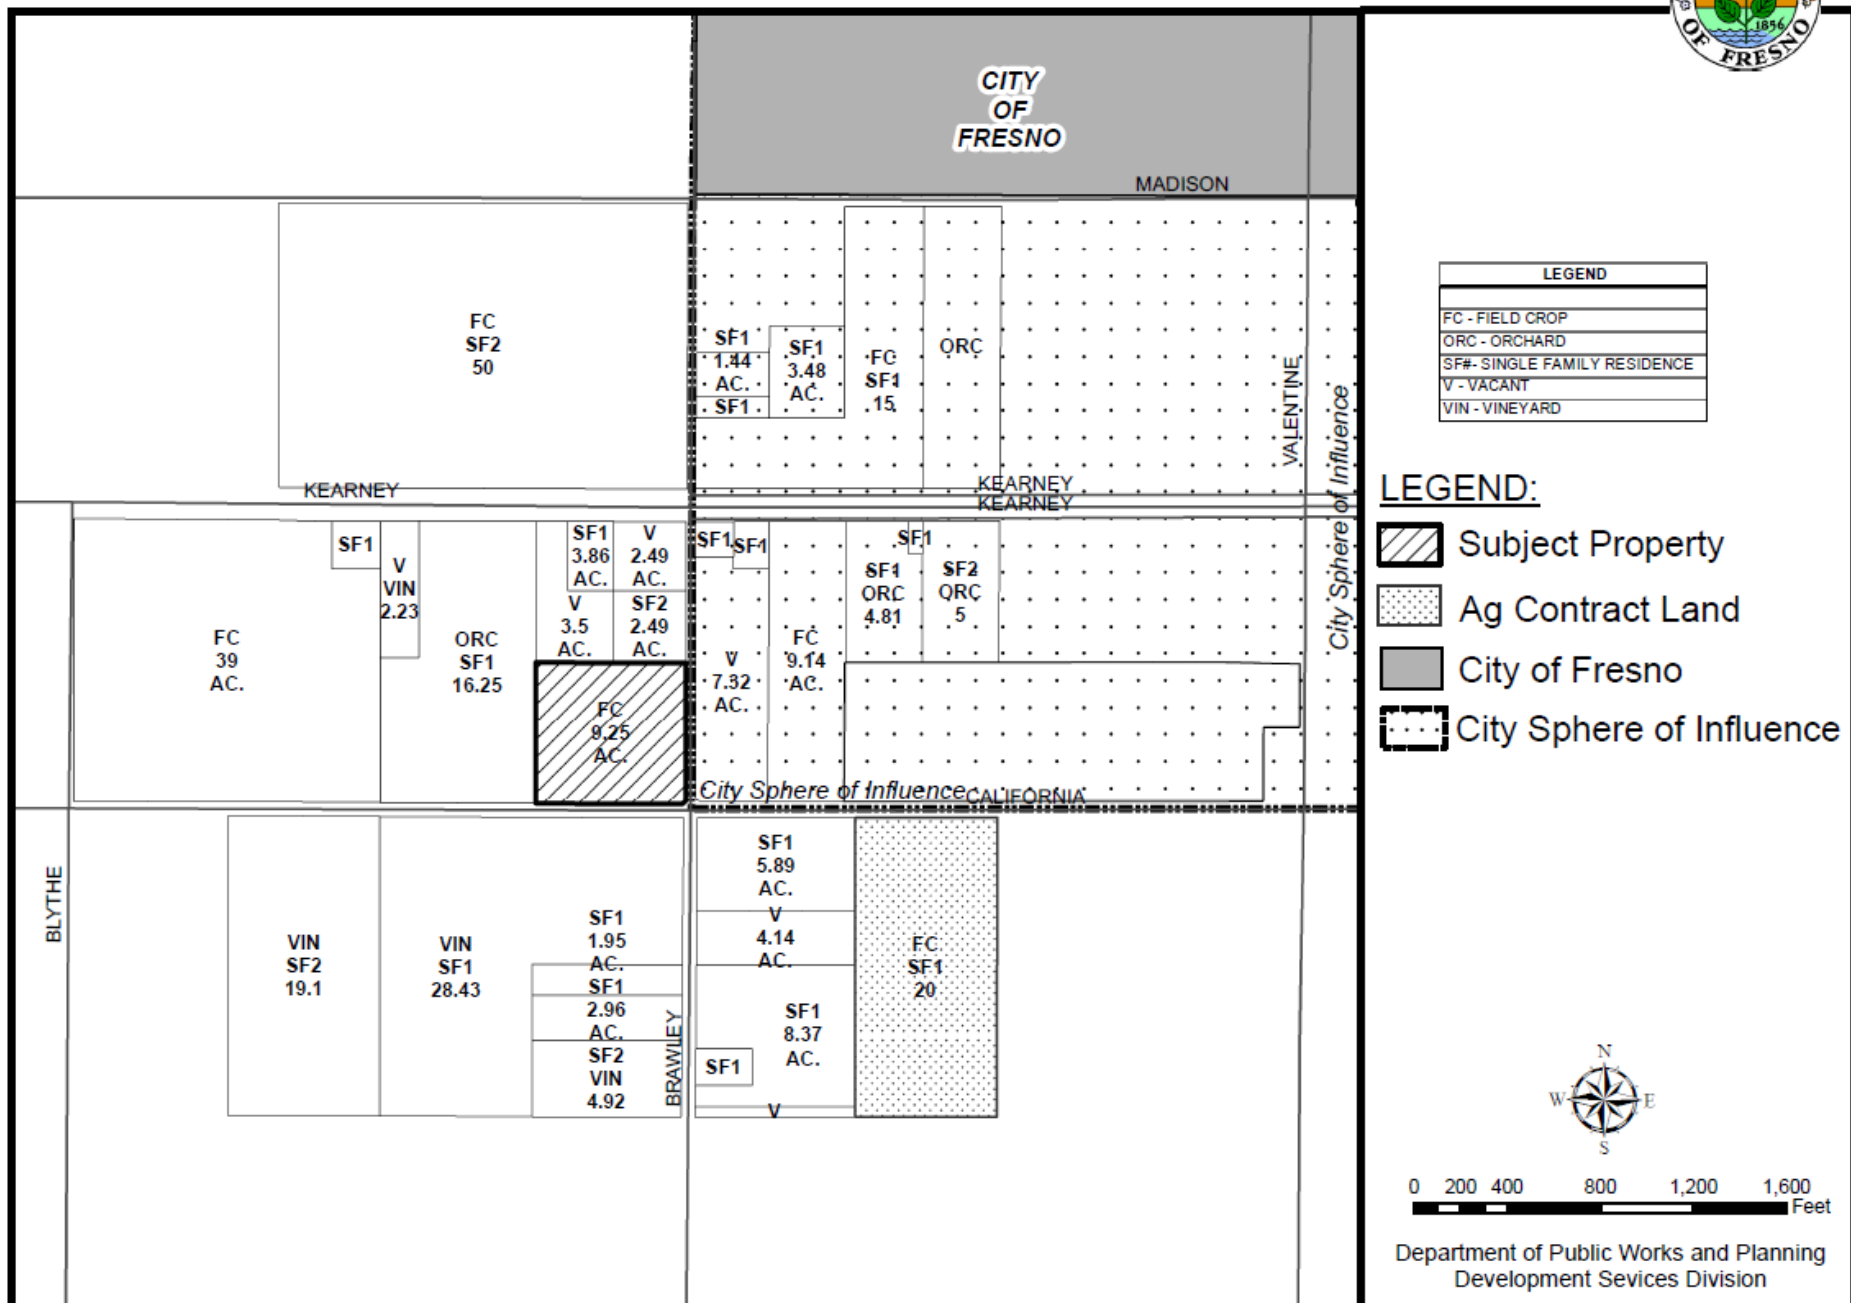 1856
OF FRESNO
CITY
OF
FRESNO
MADISON
FC
SF2
50
SF1
1.44
AC.
SF1
SF1
3.48
AC.
FC
SF1
15
ORC
VALENTINE
City Sphere of Influence
KEARNEY
KEARNEY
KEARNEY
FC
39
AC.
SF1
V
VIN
2.23
ORC
SF1
16.25
SF1
3.86
AC.
V
2.49
AC.
V
3.5
AC.
SF2
2.49
AC.
FC
9.25
AC.
SF1
SF1
V
7.32
AC.
FC
9.14
AC.
SF1
ORC
4.81
SF1
SF2
ORC
5
City Sphere of Influence
CALIFORNIA
BLYTHE
VIN
SF2
19.1
VIN
SF1
28.43
SF1
1.95
AC.
SF1
2.96
AC.
SF2
VIN
4.92
BRAWLEY
SF1
5.89
AC.
V
4.14
AC.
SF1
8.37
AC.
SF1
V
FC
SF1
20
LEGEND
FC - FIELD CROP
ORC - ORCHARD
SF#- SINGLE FAMILY RESIDENCE
V - VACANT
VIN - VINEYARD
LEGEND:
Subject Property
Ag Contract Land
City of Fresno
City Sphere of Influence
N
W E
S
0 200 400 800 1,200 1,600
Feet
Department of Public Works and Planning
Development Sevices Division